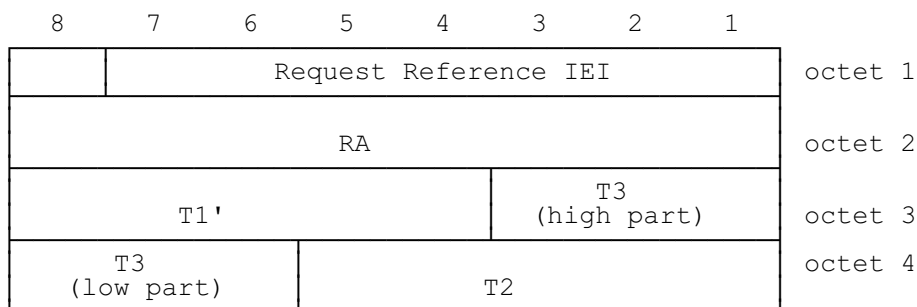 8 7 6 5 4 3 2 1
Request Reference IEI octet 1
RA octet 2
T3
T1' (high part) octet 3
T3 octet 4
(low part) T2